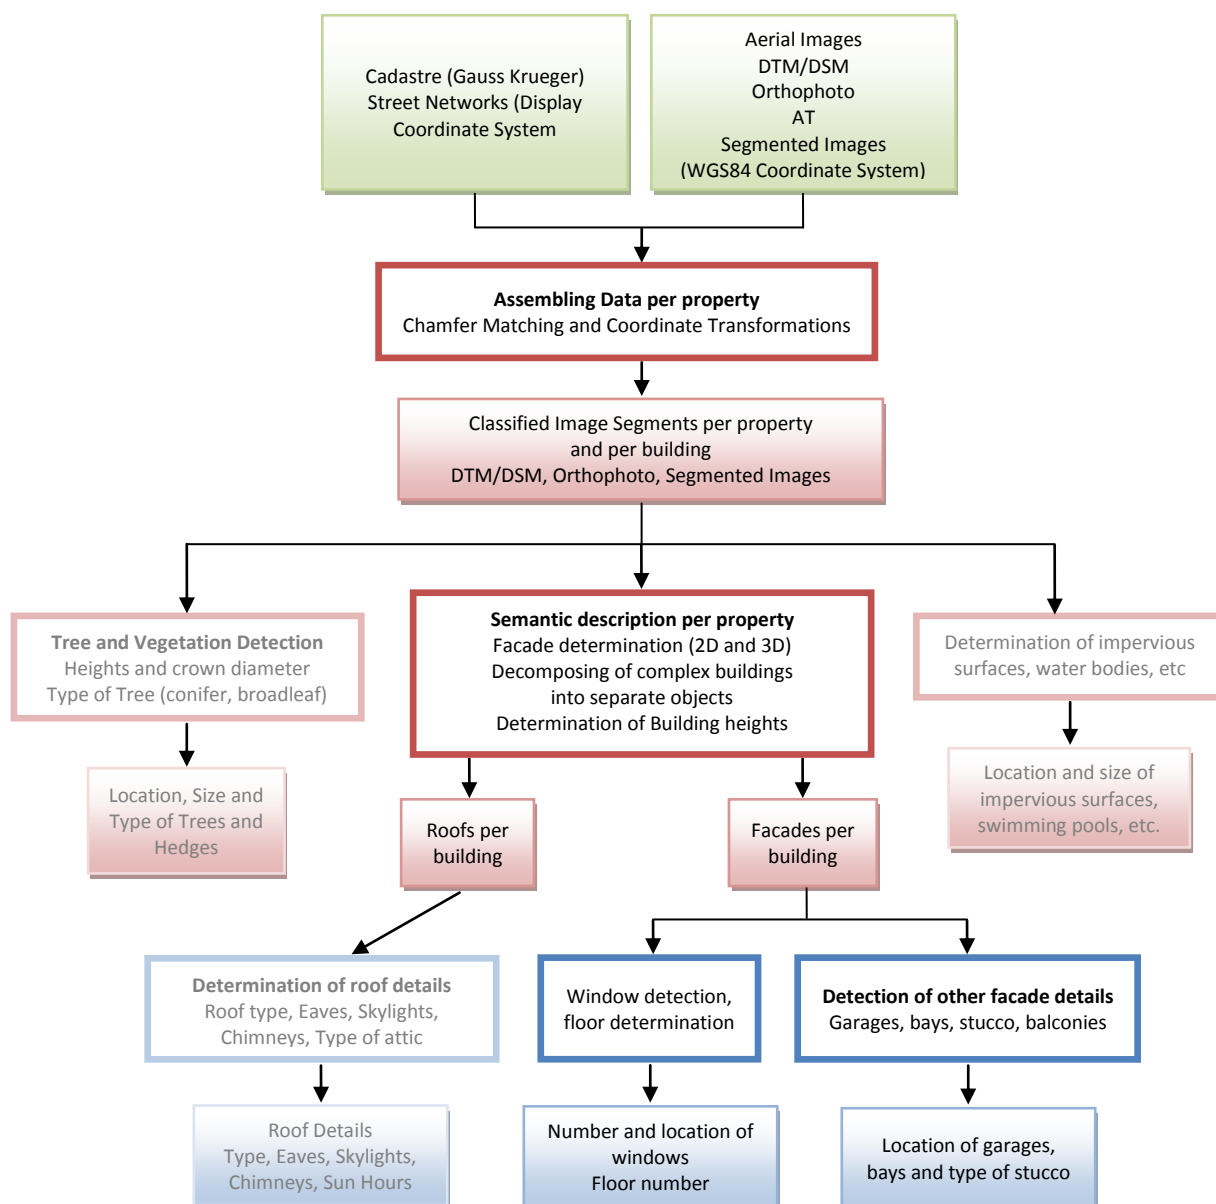 Cadastre (Gauss Krueger)
Street Networks (Display
Coordinate System
Aerial Images
DTM/DSM
Orthophoto
AT
Segmented Images
(WGS84 Coordinate System)
Assembling Data per property
Chamfer Matching and Coordinate Transformations
Classified Image Segments per property
and per building
DTM/DSM, Orthophoto, Segmented Images
Tree and Vegetation Detection
Heights and crown diameter
Type of Tree (conifer, broadleaf)
Semantic description per property
Facade determination (2D and 3D)
Decomposing of complex buildings
into separate objects
Determination of Building heights
Determination of impervious
surfaces, water bodies, etc
Location, Size and
Type of Trees and
Hedges
Roofs per
building
Facades per
building
Location and size of
impervious surfaces,
swimming pools, etc.
Determination of roof details
Roof type, Eaves, Skylights,
Chimneys, Type of attic
Window detection,
floor determination
Detection of other facade details
Garages, bays, stucco, balconies
Roof Details
Type, Eaves, Skylights,
Chimneys, Sun Hours
Number and location of
windows
Floor number
Location of garages,
bays and type of stucco